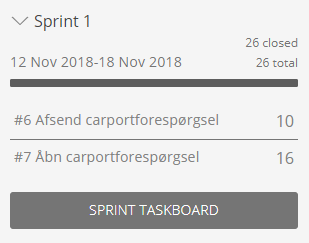 Sprint 1
26 closed
12 Nov 2018-18 Nov 2018 26 total
#6 Afsend carportforespørgsel 10
#7 Åbn carportforespørgsel 16
SPRINT TASKBOARD